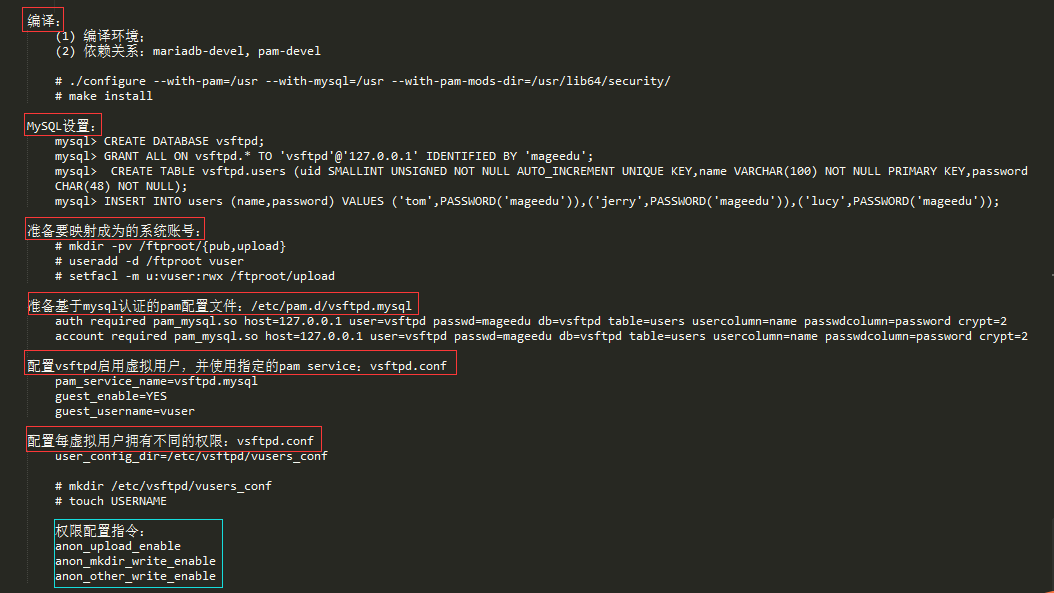 编译：
(1) 编译环境；
(2) 依赖关系：mariadb-devel, pam-devel
# ./configure --with-pam=/usr --with-mysql=/usr --with-pam-mods-dir=/usr/lib64/security/
# make install
MySQL设置：
mysql> CREATE DATABASE vsftpd;
mysql> GRANT ALL ON vsftpd.* TO 'vsftpd'@'127.0.0.1' IDENTIFIED BY 'mageedu';
mysql>  CREATE TABLE vsftpd.users (uid SMALLINT UNSIGNED NOT NULL AUTO_INCREMENT UNIQUE KEY,name VARCHAR(100) NOT NULL PRIMARY KEY,password
CHAR(48) NOT NULL);
mysql> INSERT INTO users (name,password) VALUES ('tom',PASSWORD('mageedu')),('jerry',PASSWORD('mageedu')),('lucy',PASSWORD('mageedu'));
准备要映射成为的系统账号：
# mkdir -pv /ftproot/{pub,upload}
# useradd -d /ftproot vuser
# setfacl -m u:vuser:rwx /ftproot/upload
准备基于mysql认证的pam配置文件：/etc/pam.d/vsftpd.mysql
auth required pam_mysql.so host=127.0.0.1 user=vsftpd passwd=mageedu db=vsftpd table=users usercolumn=name passwdcolumn=password crypt=2
account required pam_mysql.so host=127.0.0.1 user=vsftpd passwd=mageedu db=vsftpd table=users usercolumn=name passwdcolumn=password crypt=2
配置vsftpd启用虚拟用户，并使用指定的pam service：vsftpd.conf
pam_service_name=vsftpd.mysql
guest_enable=YES
guest_username=vuser
配置每虚拟用户拥有不同的权限：vsftpd.conf
user_config_dir=/etc/vsftpd/vusers_conf
# mkdir /etc/vsftpd/vusers_conf
# touch USERNAME
权限配置指令：
anon_upload_enable
anon_mkdir_write_enable
anon_other_write_enable